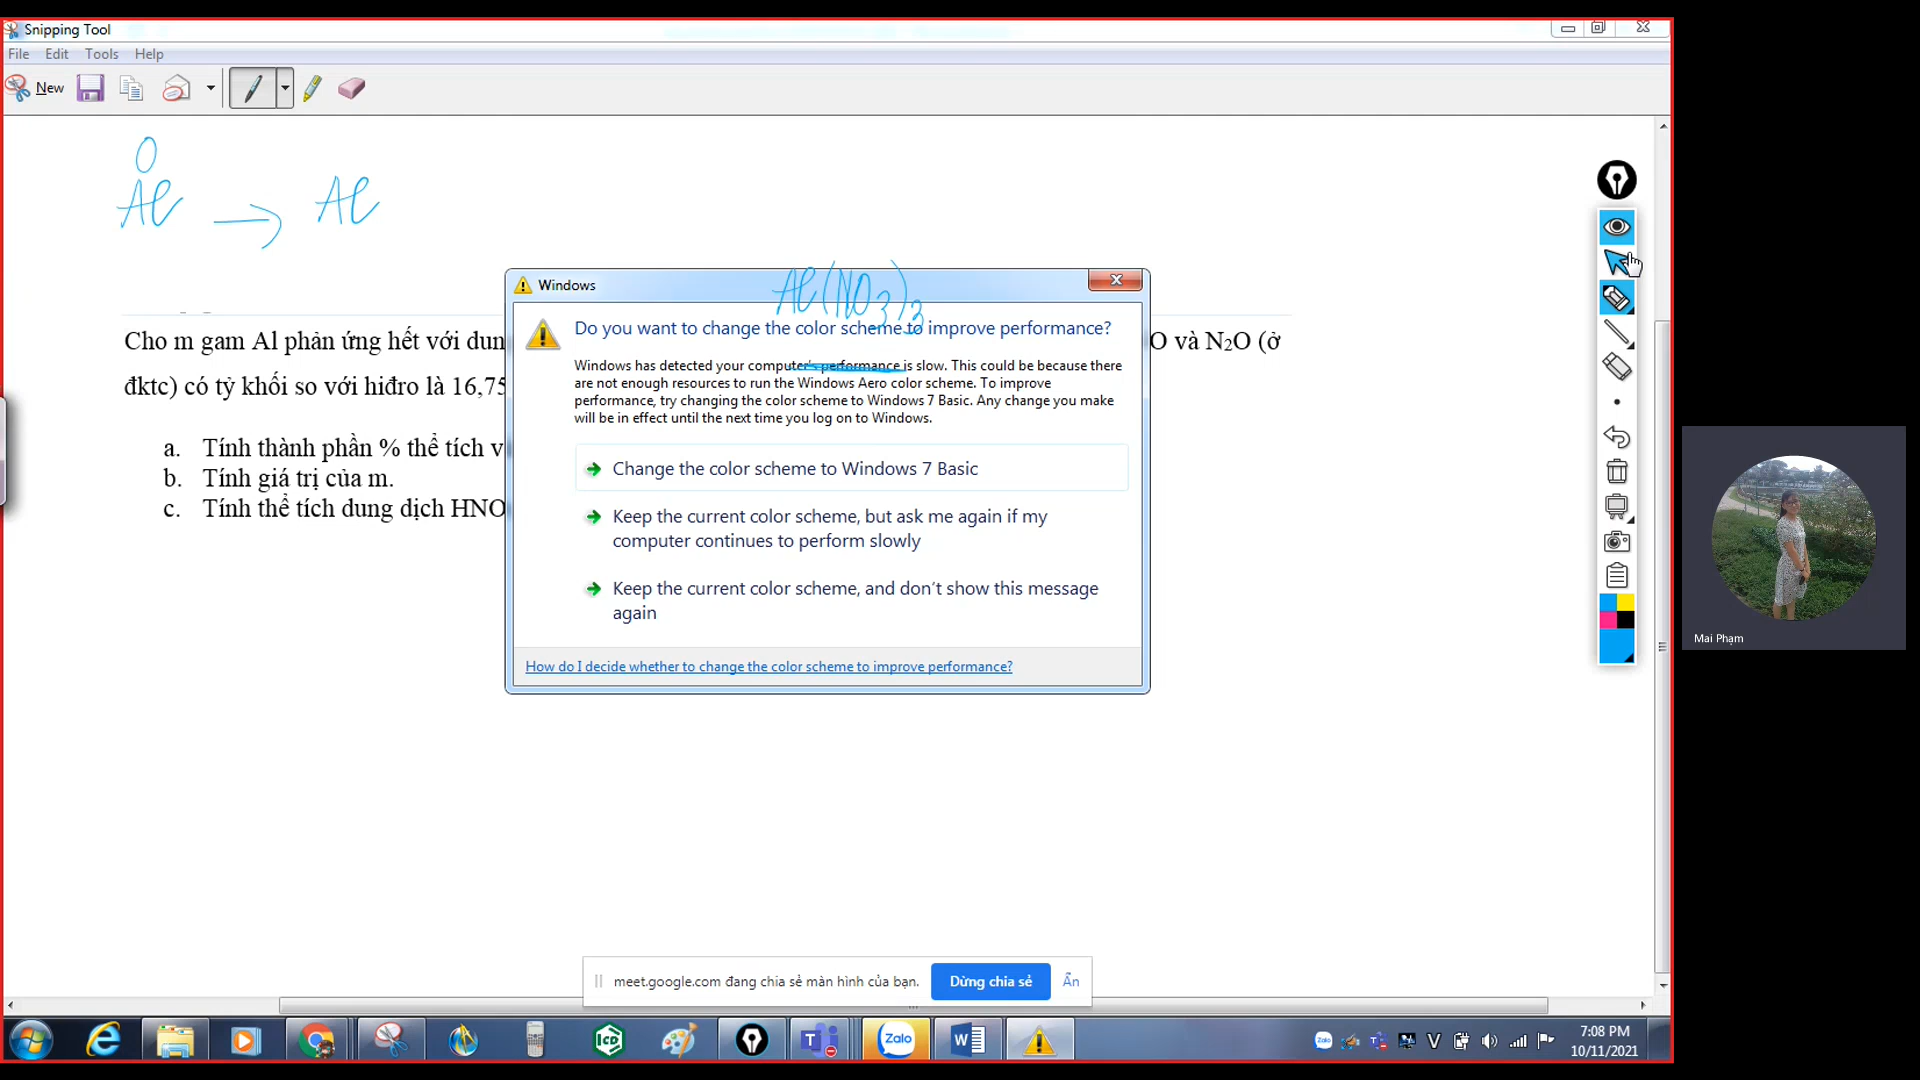 Snipping Tool
File Edit Tools Help
New
0
Al → Al
Windows
Al(NO3)3
Do you want to change the color scheme to improve performance?
Windows has detected your computer's performance is slow. This could be because there
are not enough resources to run the Windows Aero color scheme. To improve
performance, try changing the color scheme to Windows 7 Basic. Any change you make
will be in effect until the next time you log on to Windows.
Change the color scheme to Windows 7 Basic
Keep the current color scheme, but ask me again if my
computer continues to perform slowly
Keep the current color scheme, and don't show this message
again
How do I decide whether to change the color scheme to improve performance?
Cho m gam Al phản ứng hết với dun O và N₂O (ở
đktc) có tỷ khối so với hiđro là 16,75
a. Tính thành phần % thể tích v
b. Tính giá trị của m.
c. Tính thể tích dung dịch HNO
Mai Phạm
meet.google.com đang chia sẻ màn hình của bạn. Dừng chia sẻ Ẩn
ICD
Zalo
W
Zalo
V
7:08 PM
10/11/2021